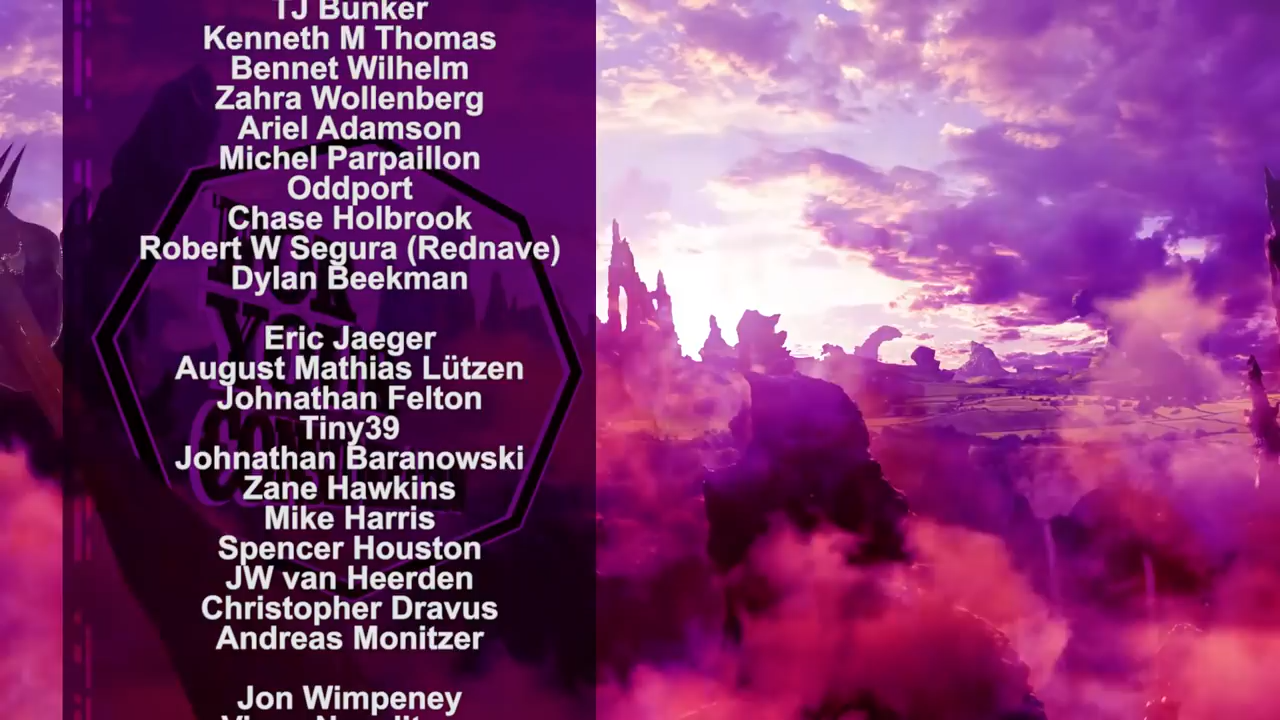 TJ Bunker
Kenneth M Thomas
Bennet Wilhelm
Zahra Wollenberg
Ariel Adamson
Michel Parpaillon
Oddport
Chase Holbrook
Robert W Segura (Rednave)
Dylan Beekman
Eric Jaeger
August Mathias Lützen
Johnathan Felton
Tiny39
Johnathan Baranowski
Zane Hawkins
Mike Harris
Spencer Houston
JW van Heerden
Christopher Dravus
Andreas Monitzer
Jon Wimpeney